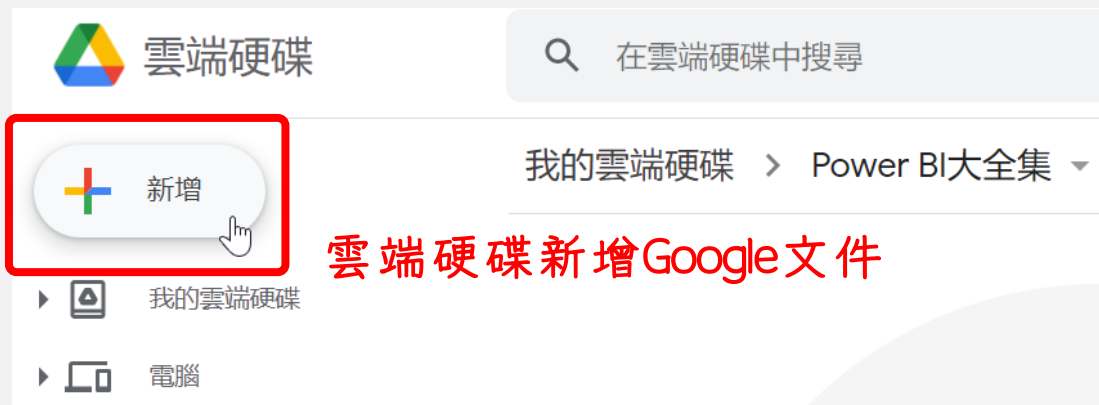 雲端硬碟
在雲端硬碟中搜尋
新增
我的雲端硬碟 > Power BI大全集
雲端硬碟新增Google文件
我的雲端硬碟
電腦